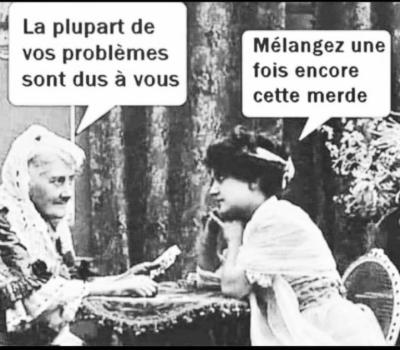 La plupart de
vos problèmes
sont dus à vous
Mélangez une
fois encore
cette merde